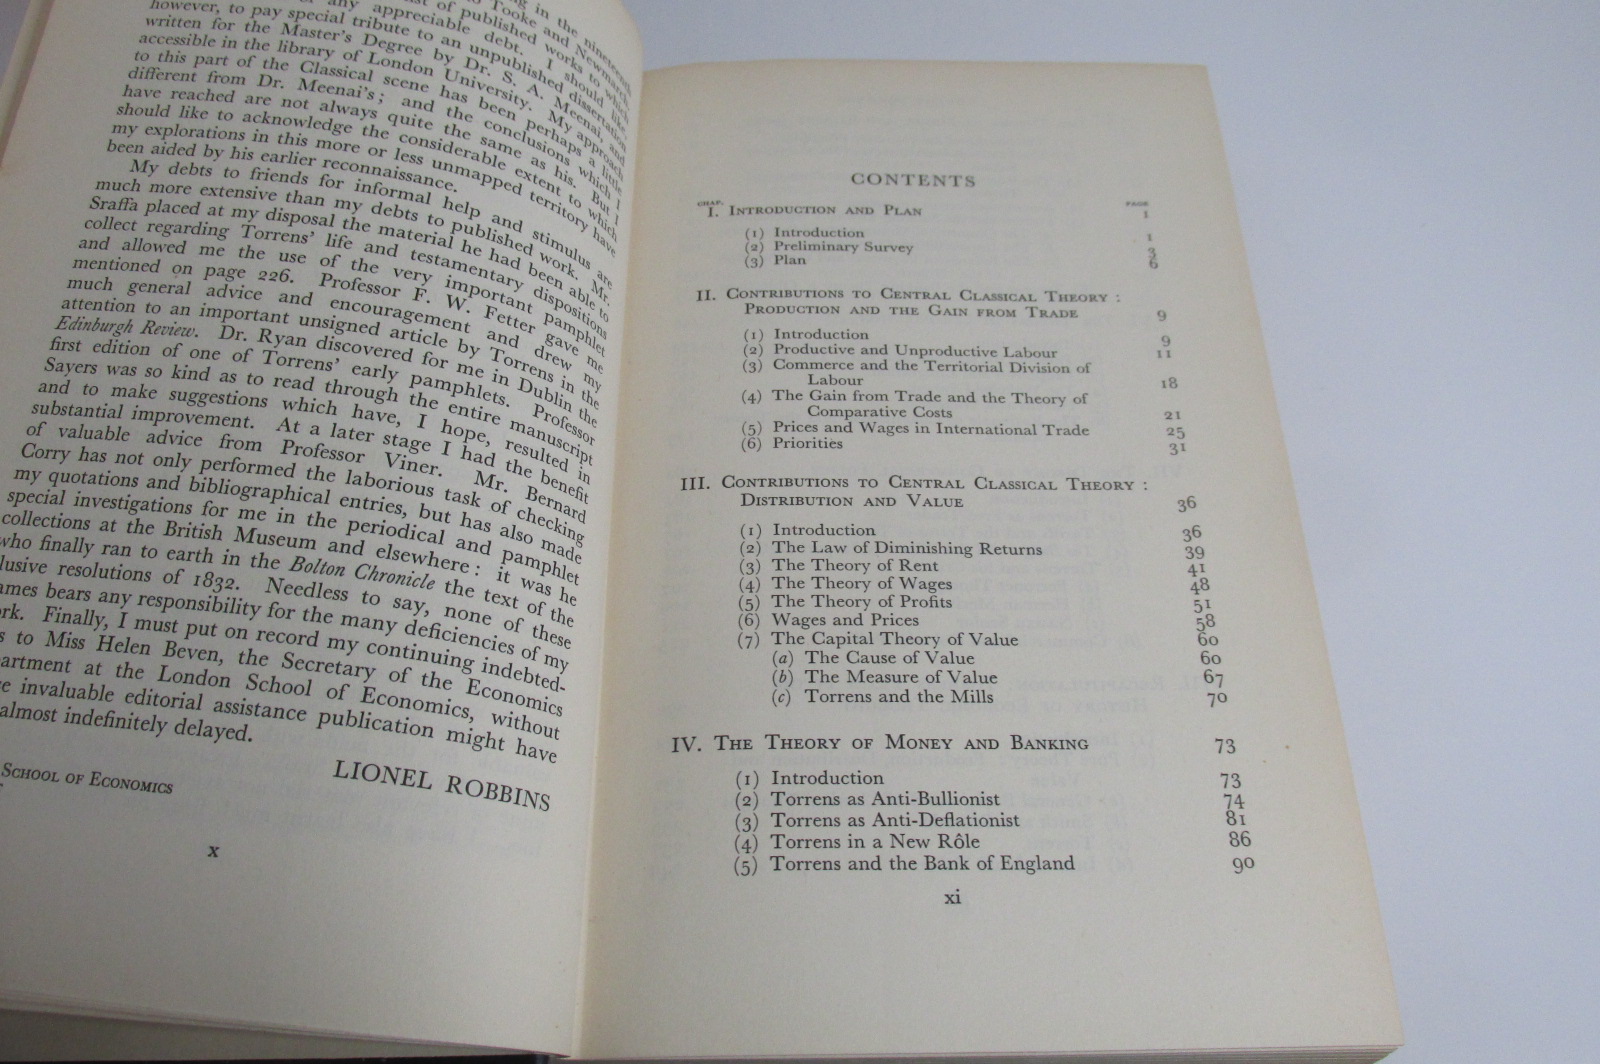 ng in the nineteenth
to Tooke and Newmarch
list of published works to which
any appreciable debt. I should like,
however, to pay special tribute to an unpublished dissertation
written for the Master's Degree by Dr. S. A. Meenai, and
accessible in the library of London University. My approach
to this part of the Classical scene has been perhaps a little
different from Dr. Meenai's; and the conclusions which I
have reached are not always quite the same as his. But I
should like to acknowledge the considerable extent to which
my explorations in this more or less unmapped territory have
been aided by his earlier reconnaissance.
My debts to friends for informal help and stimulus are
much more extensive than my debts to published work. Mr.
Sraffa placed at my disposal the material he had been able to
collect regarding Torrens' life and testamentary dispositions
and allowed me the use of the very important pamphlet
mentioned on page 226. Professor F. W. Fetter gave me
much general advice and encouragement and drew my
attention to an important unsigned article by Torrens in the
Edinburgh Review. Dr. Ryan discovered for me in Dublin the
first edition of one of Torrens' early pamphlets. Professor
Sayers was so kind as to read through the entire manuscript
and to make suggestions which have, I hope, resulted in
substantial improvement. At a later stage I had the benefit
of valuable advice from Professor Viner. Mr. Bernard
Corry has not only performed the laborious task of checking
my quotations and bibliographical entries, but has also made
special investigations for me in the periodical and pamphlet
collections at the British Museum and elsewhere: it was he
who finally ran to earth in the Bolton Chronicle the text of the
lusive resolutions of 1832. Needless to say, none of these
ames bears any responsibility for the many deficiencies of my
rk. Finally, I must put on record my continuing indebted-
s to Miss Helen Beven, the Secretary of the Economics
artment at the London School of Economics, without
e invaluable editorial assistance publication might have
almost indefinitely delayed.
LIONEL ROBBINS
School of Economics
x
CONTENTS
CHAP. PAGE
I. Introduction and Plan 1
(1) Introduction 1
(2) Preliminary Survey 3
(3) Plan 6
II. Contributions to Central Classical Theory:
Production and the Gain from Trade 9
(1) Introduction 9
(2) Productive and Unproductive Labour 11
(3) Commerce and the Territorial Division of
Labour 18
(4) The Gain from Trade and the Theory of
Comparative Costs 21
(5) Prices and Wages in International Trade 25
(6) Priorities 31
III. Contributions to Central Classical Theory:
Distribution and Value 36
(1) Introduction 36
(2) The Law of Diminishing Returns 39
(3) The Theory of Rent 41
(4) The Theory of Wages 48
(5) The Theory of Profits 51
(6) Wages and Prices 58
(7) The Capital Theory of Value 60
(a) The Cause of Value 60
(b) The Measure of Value 67
(c) Torrens and the Mills 70
IV. The Theory of Money and Banking 73
(1) Introduction 73
(2) Torrens as Anti-Bullionist 74
(3) Torrens as Anti-Deflationist 81
(4) Torrens in a New Rôle 86
(5) Torrens and the Bank of England 90
xi